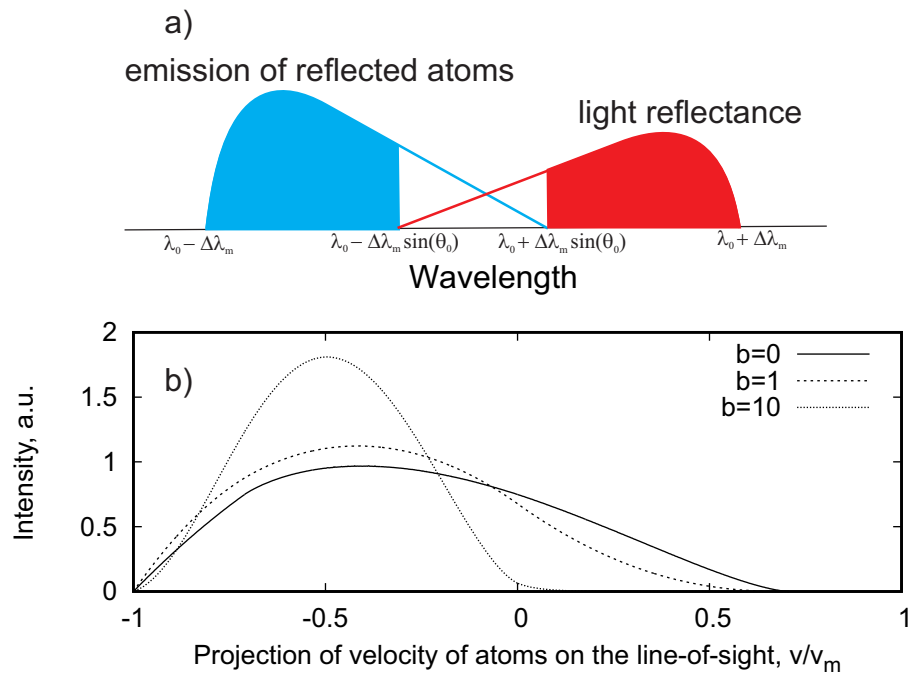 a)
emission of reflected atoms
light reflectance
λ₀ − Δλₘ
λ₀ − Δλₘ sin(θ₀)
λ₀ + Δλₘ sin(θ₀)
λ₀ + Δλₘ
Wavelength
b)
Intensity, a.u.
2
1.5
1
0.5
0
b=0
b=1
b=10
-1
-0.5
0
0.5
1
Projection of velocity of atoms on the line-of-sight, v/vₘ